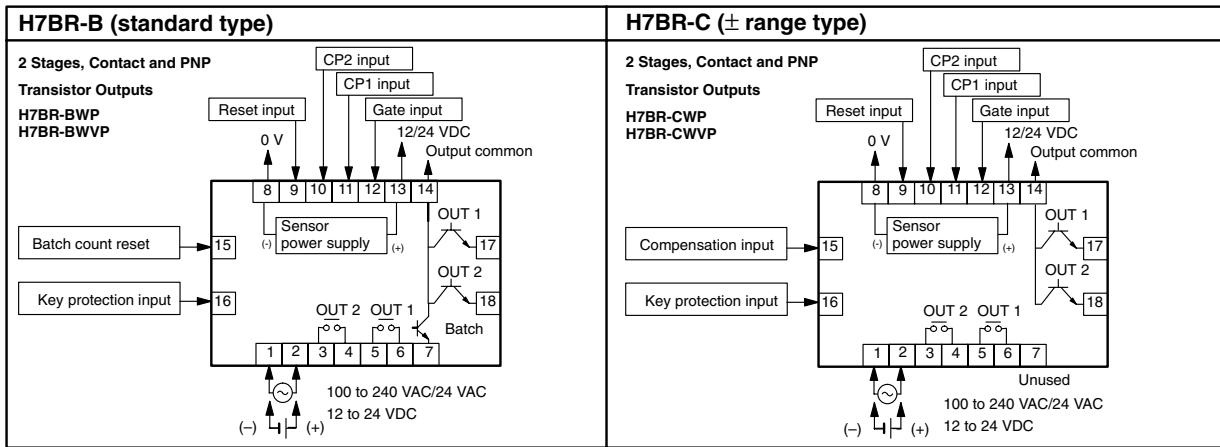 H7BR-B (standard type)
2 Stages, Contact and PNP
Transistor Outputs
H7BR-BWP
H7BR-BWVP
CP2 input
CP1 input
Reset input
Gate input
0 V
12/24 VDC
Output common
8 9 10 11 12 13 14
OUT 1
Sensor
power supply
(-)
(+)
Batch count reset
15
17
OUT 2
Key protection input
16
18
OUT 2
OUT 1
Batch
1 2 3 4 5 6 7
100 to 240 VAC/24 VAC
12 to 24 VDC
(–)
(+)
H7BR-C (± range type)
2 Stages, Contact and PNP
Transistor Outputs
H7BR-CWP
H7BR-CWVP
CP2 input
CP1 input
Reset input
Gate input
0 V
12/24 VDC
Output common
8 9 10 11 12 13 14
OUT 1
Sensor
power supply
(-)
(+)
Compensation input
15
17
OUT 2
Key protection input
16
18
OUT 2
OUT 1
1 2 3 4 5 6 7
Unused
100 to 240 VAC/24 VAC
12 to 24 VDC
(–)
(+)